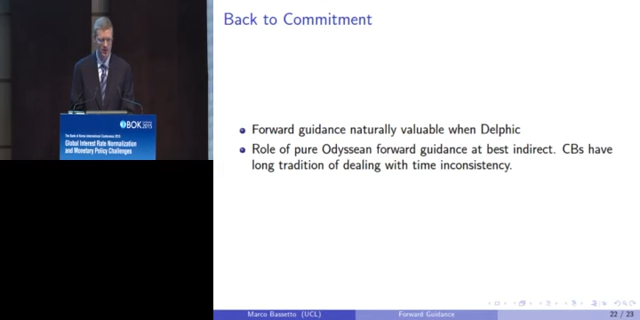 Back to Commitment
BOK
2015
The Bank of Korea International Conference 2015
Global Interest Rate Normalization
and Monetary Policy Challenges
Forward guidance naturally valuable when Delphic
Role of pure Odyssean forward guidance at best indirect. CBs have
long tradition of dealing with time inconsistency.
Marco Bassetto (UCL)
Forward Guidance
22 / 23